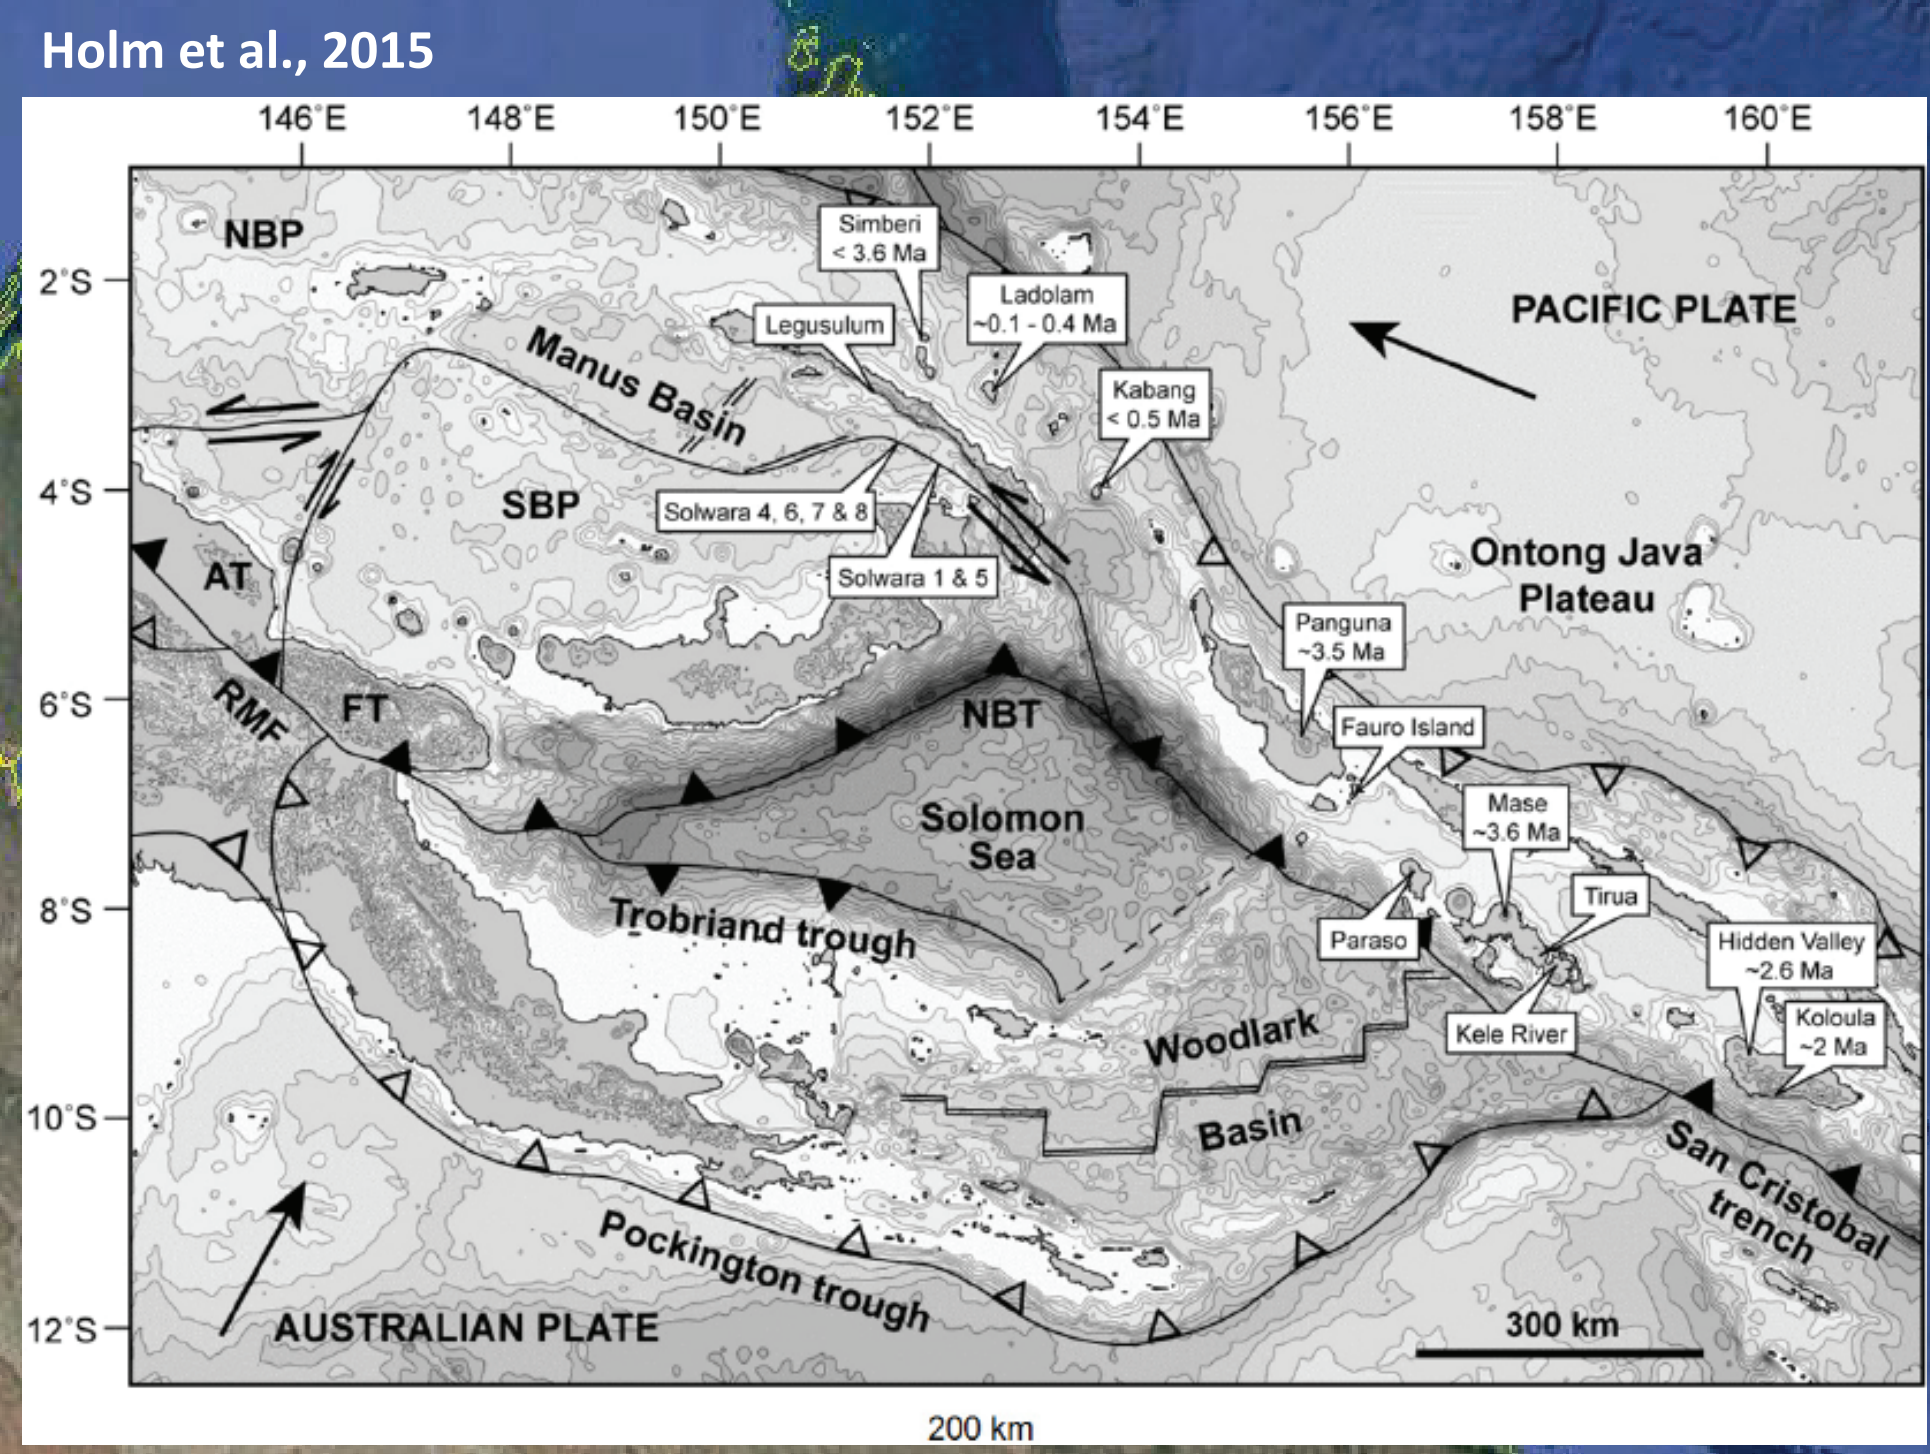 Holm et al., 2015
146°E 148°E 150°E 152°E 154°E 156°E 158°E 160°E
2°S
4°S
6°S
8°S
10°S
12°S
NBP
Simberi
< 3.6 Ma
Ladolam
~0.1 - 0.4 Ma
Legusulum
PACIFIC PLATE
Manus Basin
Kabang
< 0.5 Ma
SBP
Solwara 4, 6, 7 & 8
Solwara 1 & 5
Ontong Java
Plateau
AT
Panguna
~3.5 Ma
RMF
FT
NBT
Fauro Island
Solomon
Sea
Mase
~3.6 Ma
Trobriand trough
Tirua
Paraso
Hidden Valley
~2.6 Ma
Kele River
Koloula
~2 Ma
Woodlark
Basin
San Cristobal
trench
Pockington trough
AUSTRALIAN PLATE
300 km
200 km